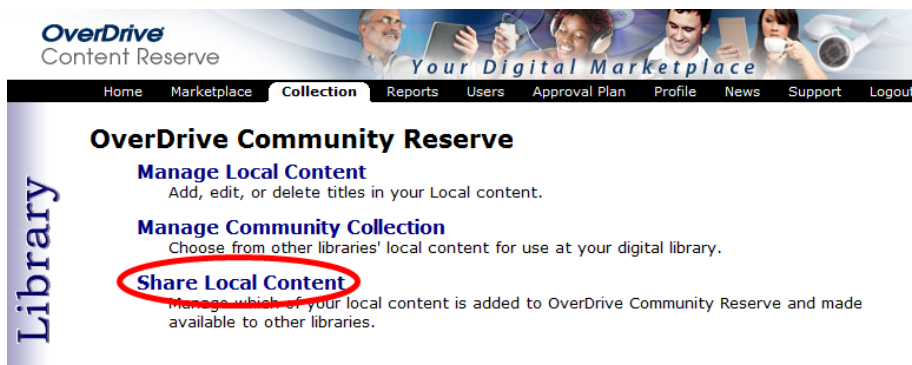 OverDrive
Content Reserve
Your Digital Marketplace
Home Marketplace Collection Reports Users Approval Plan Profile News Support Logout
Library
OverDrive Community Reserve
Manage Local Content
Add, edit, or delete titles in your Local content.
Manage Community Collection
Choose from other libraries' local content for use at your digital library.
Share Local Content
Manage which of your local content is added to OverDrive Community Reserve and made
available to other libraries.